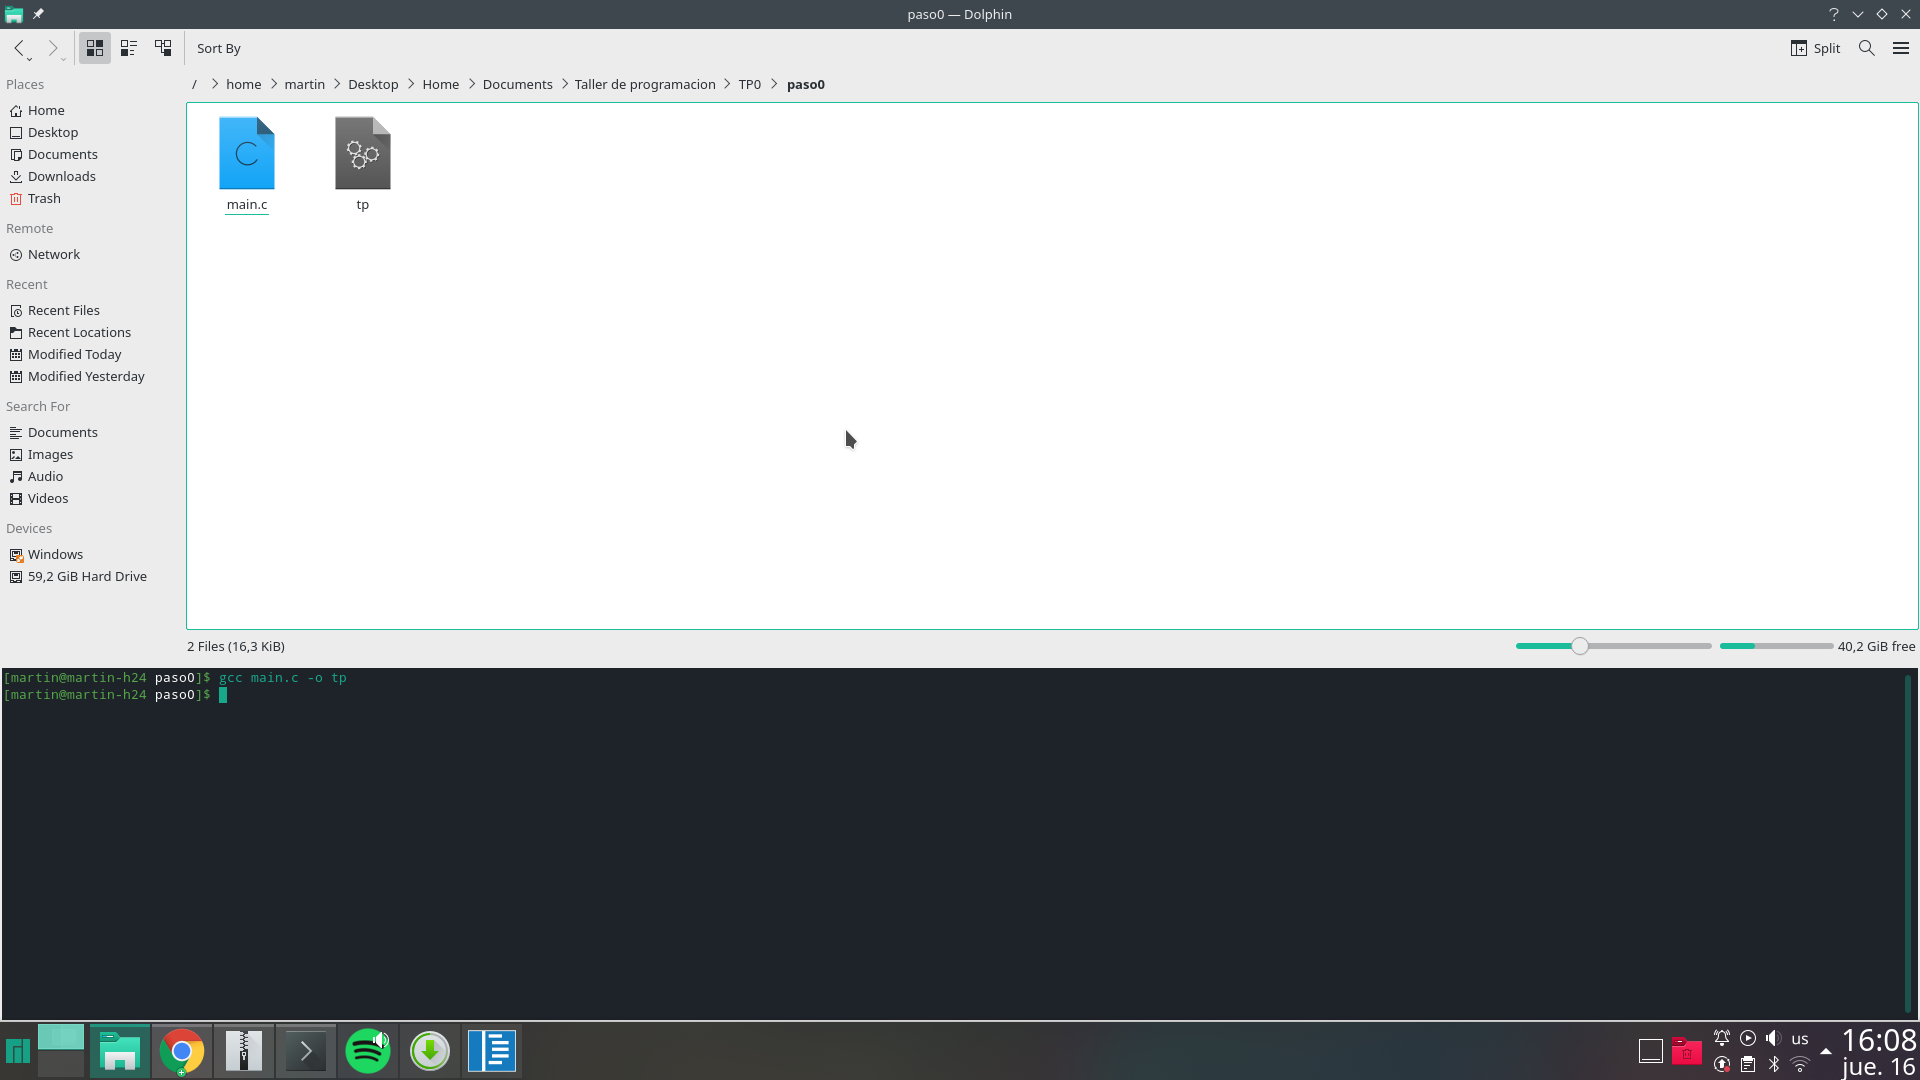 paso0 — Dolphin
Sort By
Split
/ home martin Desktop Home Documents Taller de programacion TP0 paso0
Places
Home
Desktop
Documents
Downloads
Trash
Remote
Network
Recent
Recent Files
Recent Locations
Modified Today
Modified Yesterday
Search For
Documents
Images
Audio
Videos
Devices
Windows
59,2 GiB Hard Drive
C
main.c
tp
2 Files (16,3 KiB)
40,2 GiB free
[martin@martin-h24 paso0]$ gcc main.c -o tp
[martin@martin-h24 paso0]$
us
16:08
jue. 16